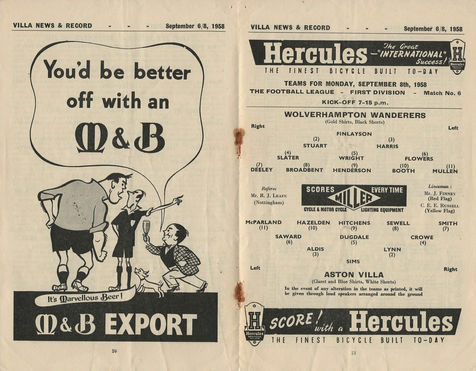 VILLA NEWS & RECORD - - - September 6/8, 1958
You'd be better
off with an
M&B
It's Marvellous Beer!
M&B EXPORT
VILLA NEWS & RECORD - - - September 6/8, 1958
Hercules The Great "INTERNATIONAL" Success!
THE FINEST BICYCLE BUILT TO-DAY
TEAMS FOR MONDAY, SEPTEMBER 8th, 1958
THE FOOTBALL LEAGUE - FIRST DIVISION - Match No. 6
KICK-OFF 7-15 p.m.
WOLVERHAMPTON WANDERERS
(Gold Shirts, Black Shorts)
Right Left
FINLAYSON
(2) (3)
STUART HARRIS
(4) (5) (6)
SLATER WRIGHT FLOWERS
(7) (8) (9) (10) (11)
DEELEY BROADBENT HENDERSON BOOTH MULLEN
Referee
Mr. R. J. LEAFE
(Nottingham)
SCORES EVERY TIME
MILLER
CYCLE & MOTOR CYCLE LIGHTING EQUIPMENT
Linesmen:
Mr. J. FINNEY
(Red Flag)
C. E. E. RUSSELL
(Yellow Flag)
McPARLAND HAZELDEN HITCHENS SEWELL SMITH
(11) (10) (9) (8) (7)
SAWARD DUGDALE CROWE
(6) (5) (4)
ALDIS LYNN
(3) (2)
SIMS
Left Right
ASTON VILLA
(Claret and Blue Shirts, White Shorts)
In the event of any alteration in the teams as printed, it will
be given through loud speakers arranged around the ground
SCORE! with a Hercules
THE FINEST BICYCLE BUILT TO-DAY